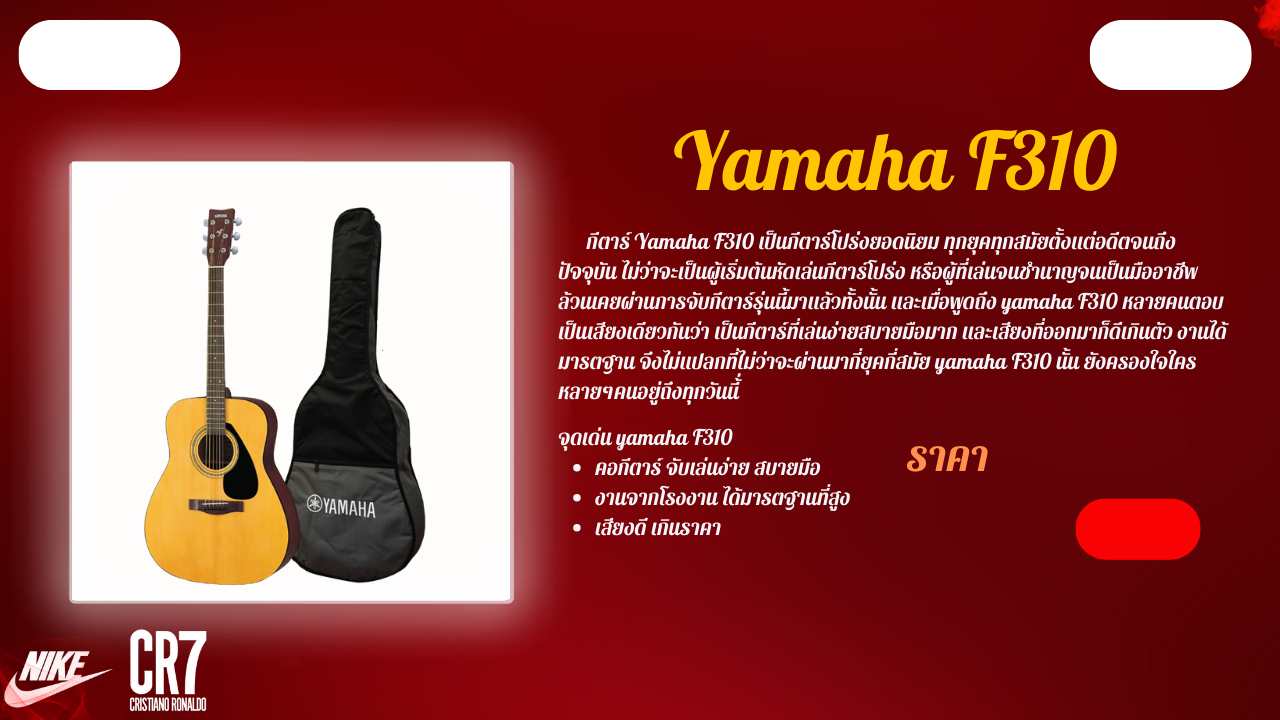 Yamaha F310
กีตาร์ Yamaha F310 เป็นกีตาร์โปร่งยอดนิยม ทุกยุคทุกสมัยตั้งแต่อดีตจนถึง
ปัจจุบัน ไม่ว่าจะเป็นผู้เริ่มต้นหัดเล่นกีตาร์โปร่ง หรือผู้ที่เล่นจนชำนาญจนเป็นมืออาชีพ
ล้วนเคยผ่านการจับกีตาร์รุ่นนี้มาแล้วทั้งนั้น และเมื่อพูดถึง yamaha F310 หลายคนตอบ
เป็นเสียงเดียวกันว่า เป็นกีตาร์ที่เล่นง่ายสบายมือมาก และเสียงที่ออกมาก็ดีเกินตัว งานได้
มารตฐาน จึงไม่แปลกที่ไม่ว่าจะผ่านมากี่ยุคกี่สมัย yamaha F310 นั้น ยังครองใจใคร
หลายๆคนอยู่ถึงทุกวันนี้
จุดเด่น yamaha F310
• คอกีตาร์ จับเล่นง่าย สบายมือ
• งานจากโรงงาน ได้มารตฐานที่สูง
• เสียงดี เกินราคา
ราคา
YAMAHA
YAMAHA
NIKE
CR7
CRISTIANO RONALDO